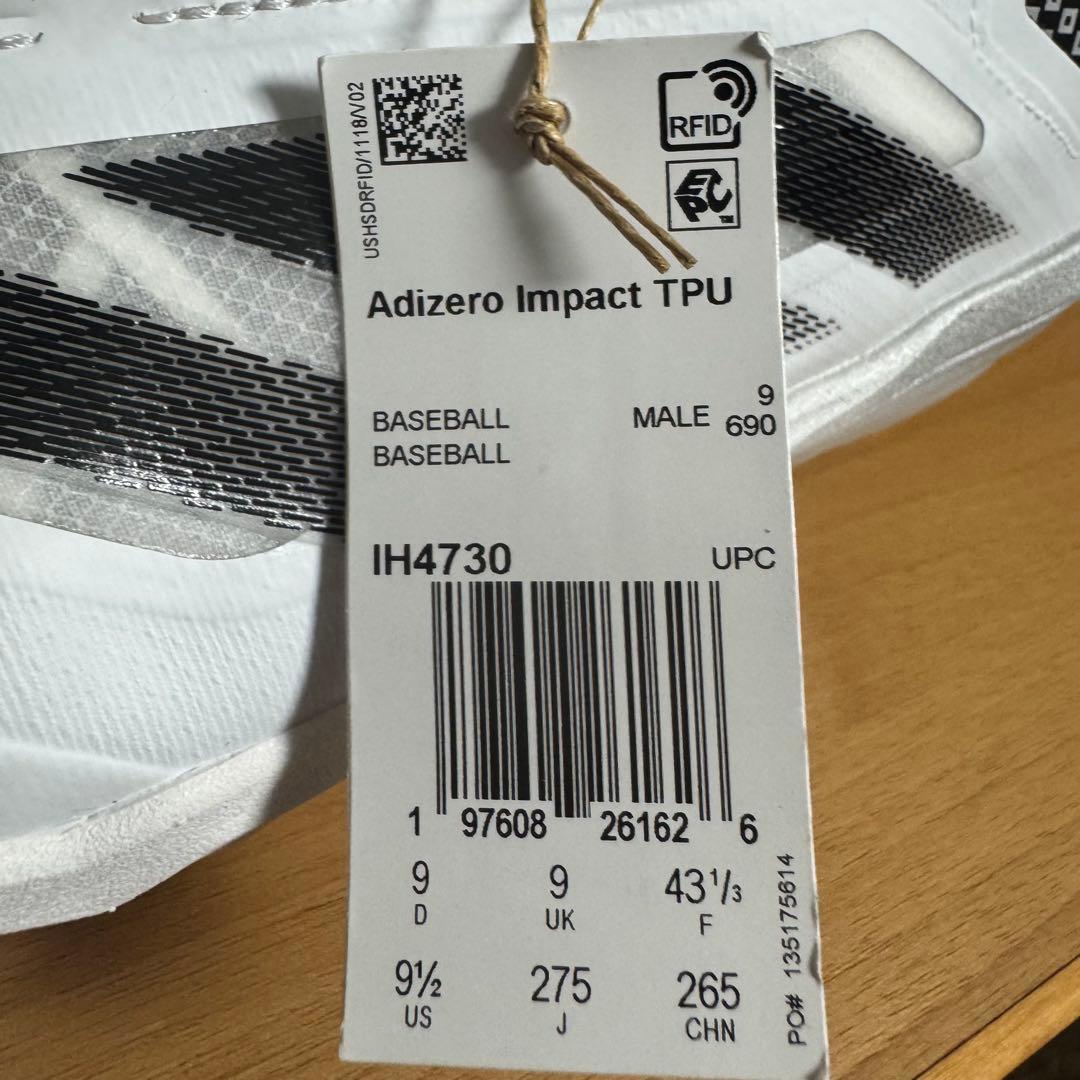 USHSDRFID/1118/V02
RFID
EPC™
Adizero Impact TPU
9
BASEBALL MALE 690
BASEBALL
IH4730 UPC
1 97608 26162 6
9 9 43 1/3
D UK F
9½ 275 265
US J CHN
PO# 135175614